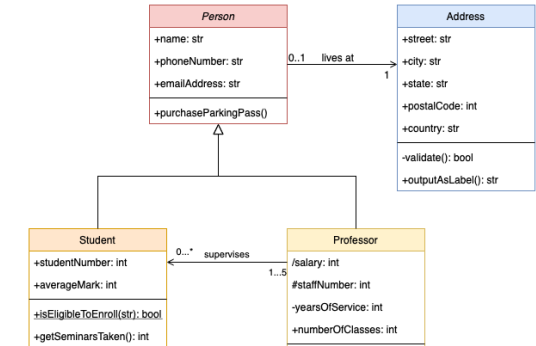 Person
+name: str
+phoneNumber: str
+emailAddress: str
+purchaseParkingPass()
0..1 lives at
1
Address
+street: str
+city: str
+state: str
+postalCode: int
+country: str
-validate(): bool
+outputAsLabel(): str
Student
+studentNumber: int
+averageMark: int
+isEligibleToEnroll(str): bool
+getSeminarsTaken(): int
0...* supervises
1...5
Professor
/salary: int
#staffNumber: int
-yearsOfService: int
+numberOfClasses: int